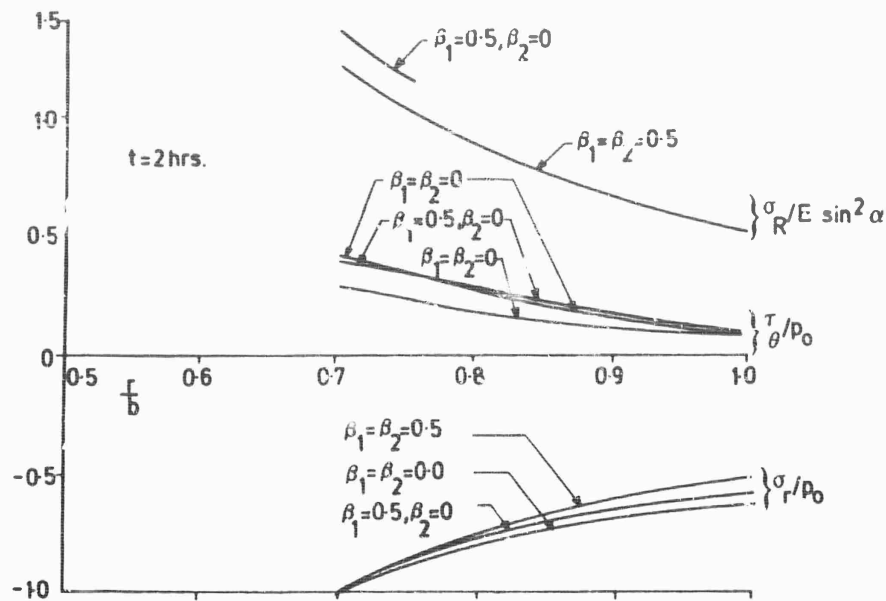 1·5
β₁=0·5, β₂=0
1·0
t=2 hrs.
β₁=β₂=0·5
β₁=β₂=0
} σ_R/E sin² α
0·5
β₁=0·5, β₂=0
β₁=β₂=0
} τ_θ/p₀
0
0·5 0·6 0·7 0·8 0·9 1·0
r/b
β₁=β₂=0·5
-0·5
β₁=β₂=0·0
} σ_r/p₀
β₁=0·5, β₂=0
-1·0